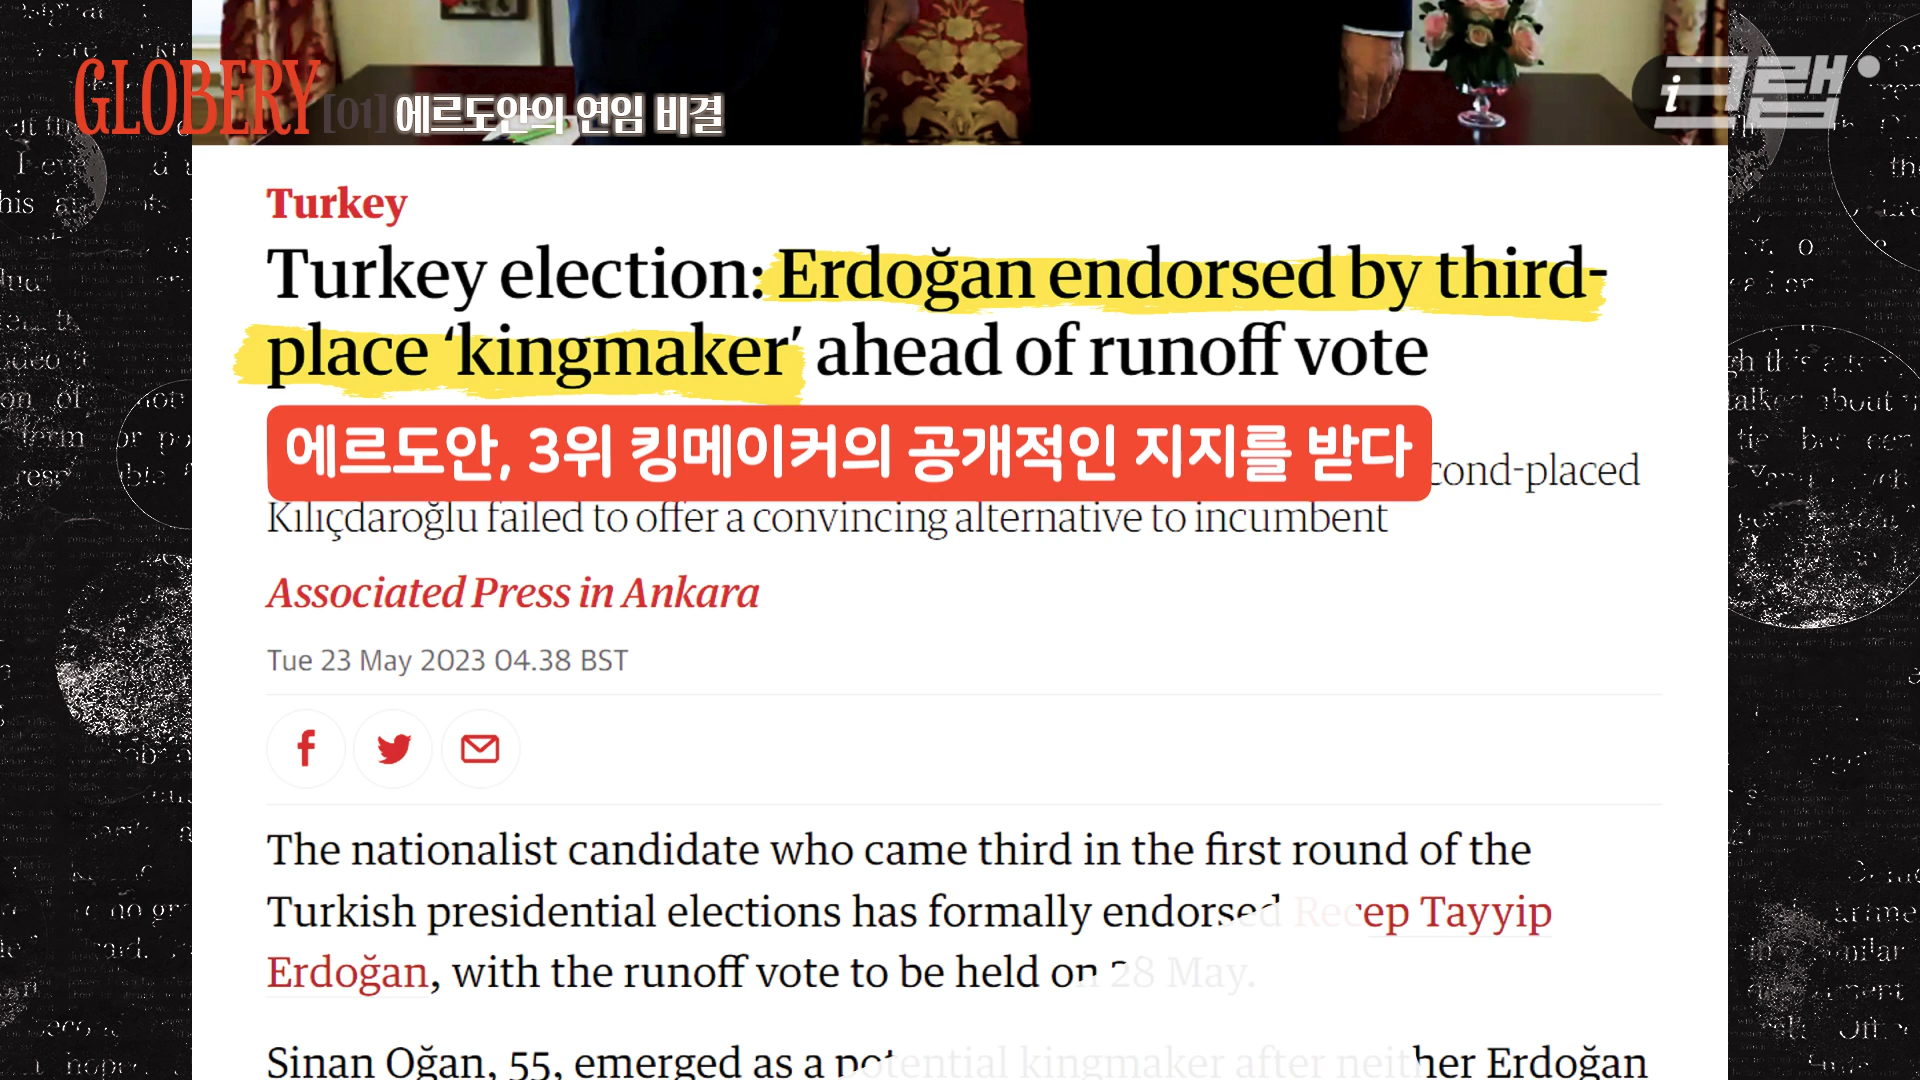 GLOBERY [01] 에르도안의 연임 비결
i크랩
Turkey
Turkey election: Erdoğan endorsed by third-
place ‘kingmaker’ ahead of runoff vote
에르도안, 3위 킹메이커의 공개적인 지지를 받다
cond-placed
Kılıçdaroğlu failed to offer a convincing alternative to incumbent
Associated Press in Ankara
Tue 23 May 2023 04.38 BST
The nationalist candidate who came third in the first round of the
Turkish presidential elections has formally endorsed Recep Tayyip
Erdoğan, with the runoff vote to be held on 28 May.
Sinan Oğan, 55, emerged as a potential kingmaker after neither Erdoğan